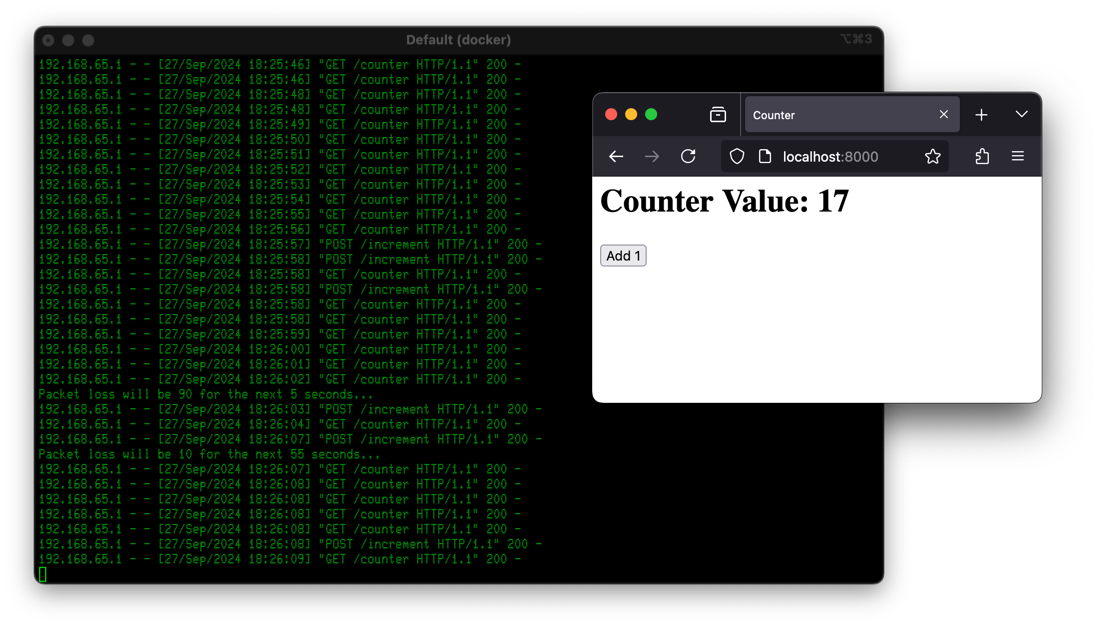 Default (docker)
⌥⌘3
192.168.65.1 - - [27/Sep/2024 18:25:46] "GET /counter HTTP/1.1" 200 -
192.168.65.1 - - [27/Sep/2024 18:25:46] "GET /counter HTTP/1.1" 200 -
192.168.65.1 - - [27/Sep/2024 18:25:48] "GET /counter HTTP/1.1" 200 -
192.168.65.1 - - [27/Sep/2024 18:25:48] "GET /counter HTTP/1.1" 200 -
192.168.65.1 - - [27/Sep/2024 18:25:49] "GET /counter HTTP/1.1" 200 -
192.168.65.1 - - [27/Sep/2024 18:25:50] "GET /counter HTTP/1.1" 200 -
192.168.65.1 - - [27/Sep/2024 18:25:51] "GET /counter HTTP/1.1" 200 -
192.168.65.1 - - [27/Sep/2024 18:25:52] "GET /counter HTTP/1.1" 200 -
192.168.65.1 - - [27/Sep/2024 18:25:53] "GET /counter HTTP/1.1" 200 -
192.168.65.1 - - [27/Sep/2024 18:25:54] "GET /counter HTTP/1.1" 200 -
192.168.65.1 - - [27/Sep/2024 18:25:55] "GET /counter HTTP/1.1" 200 -
192.168.65.1 - - [27/Sep/2024 18:25:56] "GET /counter HTTP/1.1" 200 -
192.168.65.1 - - [27/Sep/2024 18:25:57] "POST /increment HTTP/1.1" 200 -
192.168.65.1 - - [27/Sep/2024 18:25:58] "POST /increment HTTP/1.1" 200 -
192.168.65.1 - - [27/Sep/2024 18:25:58] "GET /counter HTTP/1.1" 200 -
192.168.65.1 - - [27/Sep/2024 18:25:58] "POST /increment HTTP/1.1" 200 -
192.168.65.1 - - [27/Sep/2024 18:25:58] "GET /counter HTTP/1.1" 200 -
192.168.65.1 - - [27/Sep/2024 18:25:58] "GET /counter HTTP/1.1" 200 -
192.168.65.1 - - [27/Sep/2024 18:25:59] "GET /counter HTTP/1.1" 200 -
192.168.65.1 - - [27/Sep/2024 18:26:00] "GET /counter HTTP/1.1" 200 -
192.168.65.1 - - [27/Sep/2024 18:26:01] "GET /counter HTTP/1.1" 200 -
192.168.65.1 - - [27/Sep/2024 18:26:02] "GET /counter HTTP/1.1" 200 -
Packet loss will be 90 for the next 5 seconds...
192.168.65.1 - - [27/Sep/2024 18:26:03] "POST /increment HTTP/1.1" 200 -
192.168.65.1 - - [27/Sep/2024 18:26:04] "GET /counter HTTP/1.1" 200 -
192.168.65.1 - - [27/Sep/2024 18:26:07] "POST /increment HTTP/1.1" 200 -
Packet loss will be 10 for the next 55 seconds...
192.168.65.1 - - [27/Sep/2024 18:26:07] "GET /counter HTTP/1.1" 200 -
192.168.65.1 - - [27/Sep/2024 18:26:08] "GET /counter HTTP/1.1" 200 -
192.168.65.1 - - [27/Sep/2024 18:26:08] "GET /counter HTTP/1.1" 200 -
192.168.65.1 - - [27/Sep/2024 18:26:08] "GET /counter HTTP/1.1" 200 -
192.168.65.1 - - [27/Sep/2024 18:26:08] "GET /counter HTTP/1.1" 200 -
192.168.65.1 - - [27/Sep/2024 18:26:08] "POST /increment HTTP/1.1" 200 -
192.168.65.1 - - [27/Sep/2024 18:26:09] "GET /counter HTTP/1.1" 200 -
Counter
localhost:8000
Counter Value: 17
Add 1